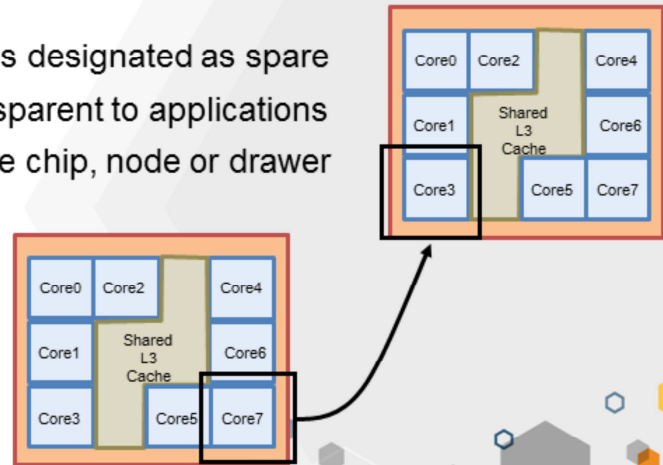 s designated as spare
sparent to applications
e chip, node or drawer
Core0 Core2 Core4
Core1 Shared L3 Cache Core6
Core3 Core5 Core7
Core0 Core2 Core4
Core1 Shared L3 Cache Core6
Core3 Core5 Core7